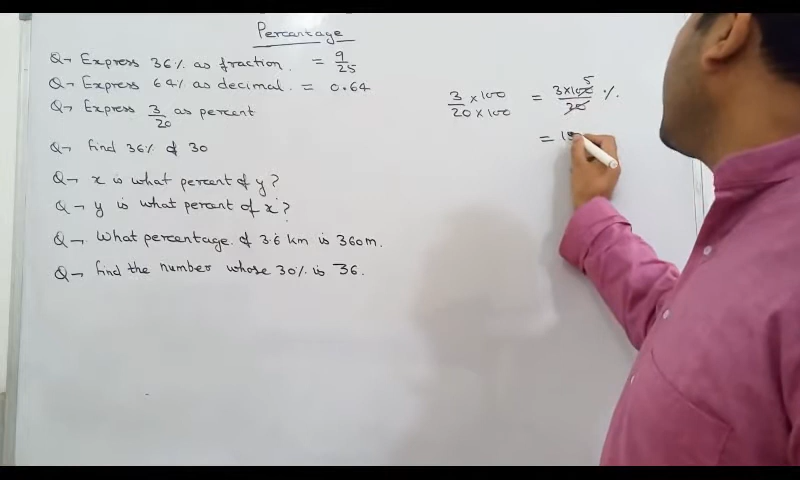 Percentage
Q→ Express 36% as fraction. = 9/25
Q→ Express 64% as decimal. = 0.64
Q→ Express 3/20 as percent
Q→ find 36% of 30
Q→ x is what percent of y?
Q→ y is what percent of x?
Q→ What percentage of 3.6 km is 360m.
Q→ find the number whose 30% is 36.
3/20 × 100/× 100 = 3×100/20 5 %.
= 15